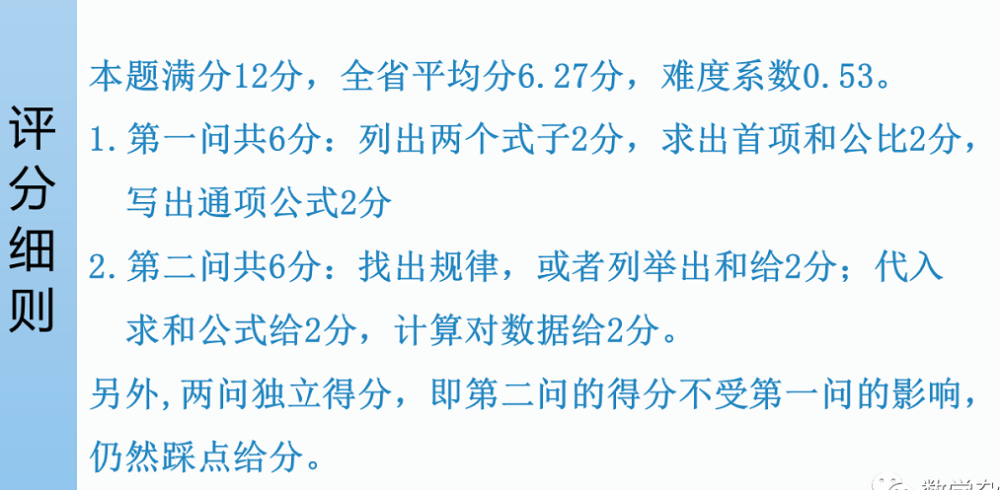 评分细则
本题满分12分，全省平均分6.27分，难度系数0.53。
1.第一问共6分：列出两个式子2分，求出首项和公比2分，
写出通项公式2分
2.第二问共6分：找出规律，或者列举出和给2分；代入
求和公式给2分，计算对数据给2分。
另外,两问独立得分，即第二问的得分不受第一问的影响，
仍然踩点给分。